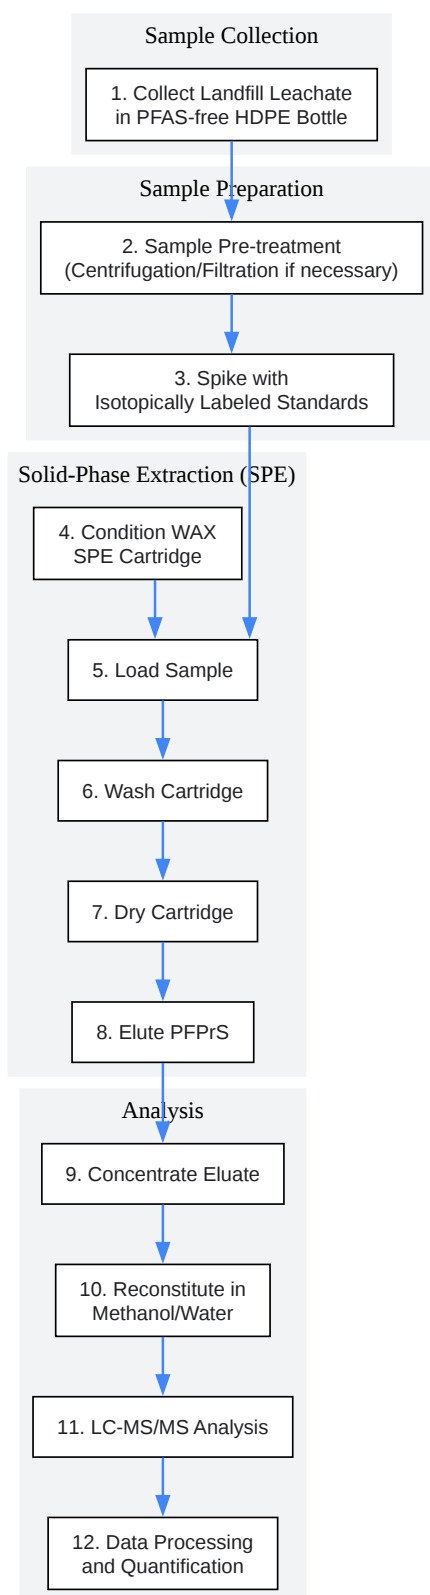 Sample Collection
1. Collect Landfill Leachate
in PFAS-free HDPE Bottle
Sample Preparation
2. Sample Pre-treatment
(Centrifugation/Filtration if necessary)
3. Spike with
Isotopically Labeled Standards
Solid-Phase Extraction (SPE)
4. Condition WAX
SPE Cartridge
5. Load Sample
6. Wash Cartridge
7. Dry Cartridge
8. Elute PFPrS
Analysis
9. Concentrate Eluate
10. Reconstitute in
Methanol/Water
11. LC-MS/MS Analysis
12. Data Processing
and Quantification